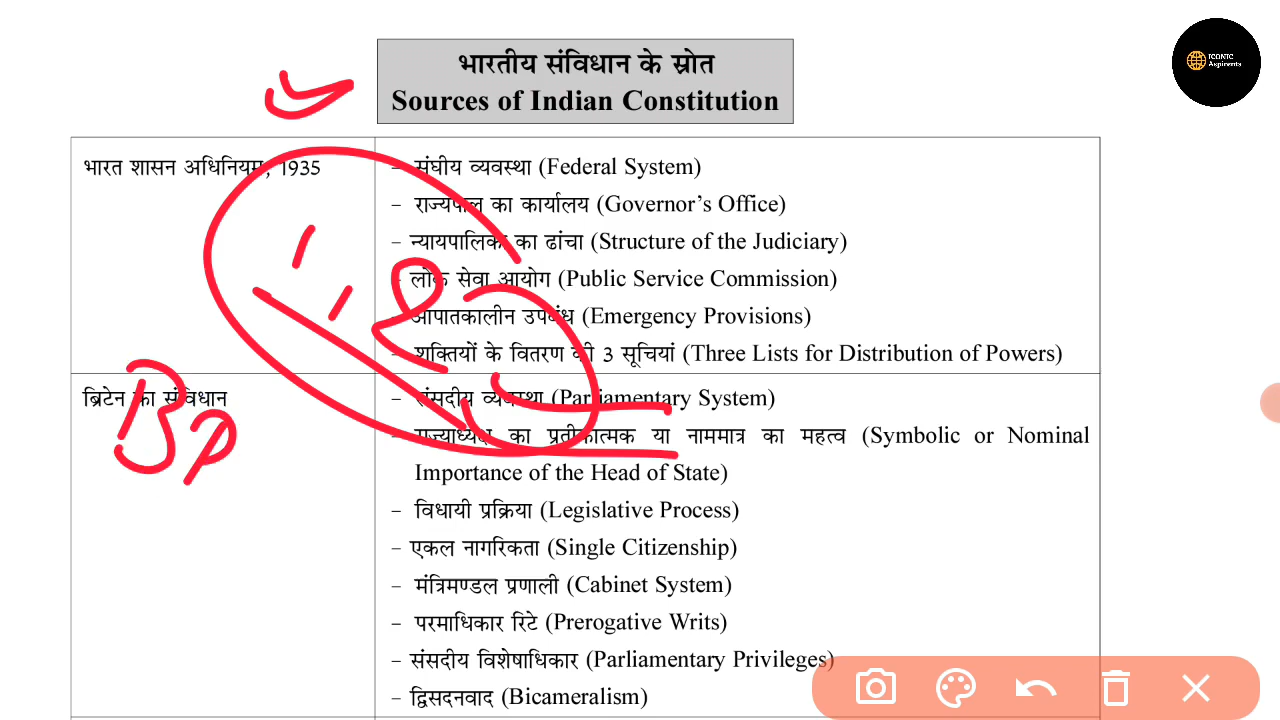 ICONIC
Aspirents
भारतीय संविधान के स्रोत
Sources of Indian Constitution
भारत शासन अधिनियम, 1935
– संघीय व्यवस्था (Federal System)
– राज्यपाल का कार्यालय (Governor's Office)
– न्यायपालिका का ढांचा (Structure of the Judiciary)
– लोक सेवा आयोग (Public Service Commission)
– आपातकालीन उपबंध (Emergency Provisions)
– शक्तियों के वितरण की 3 सूचियां (Three Lists for Distribution of Powers)
ब्रिटेन का संविधान
– संसदीय व्यवस्था (Parliamentary System)
– राज्याध्यक्ष का प्रतीकात्मक या नाममात्र का महत्व (Symbolic or Nominal
Importance of the Head of State)
– विधायी प्रक्रिया (Legislative Process)
– एकल नागरिकता (Single Citizenship)
– मंत्रिमण्डल प्रणाली (Cabinet System)
– परमाधिकार रिटे (Prerogative Writs)
– संसदीय विशेषाधिकार (Parliamentary Privileges)
– द्विसदनवाद (Bicameralism)